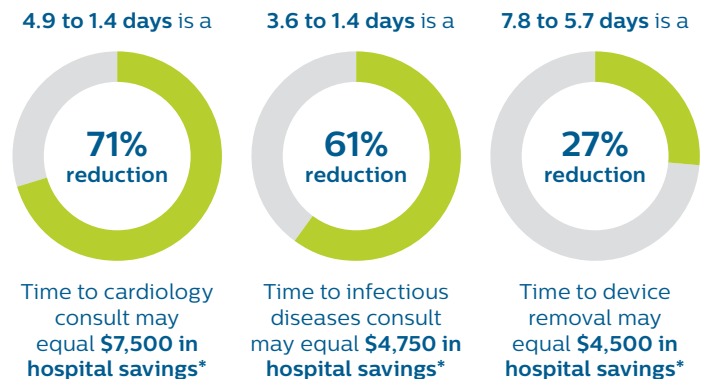 4.9 to 1.4 days is a
71%
reduction
Time to cardiology
consult may
equal $7,500 in
hospital savings*
3.6 to 1.4 days is a
61%
reduction
Time to infectious
diseases consult
may equal $4,750 in
hospital savings*
7.8 to 5.7 days is a
27%
reduction
Time to device
removal may
equal $4,500 in
hospital savings*